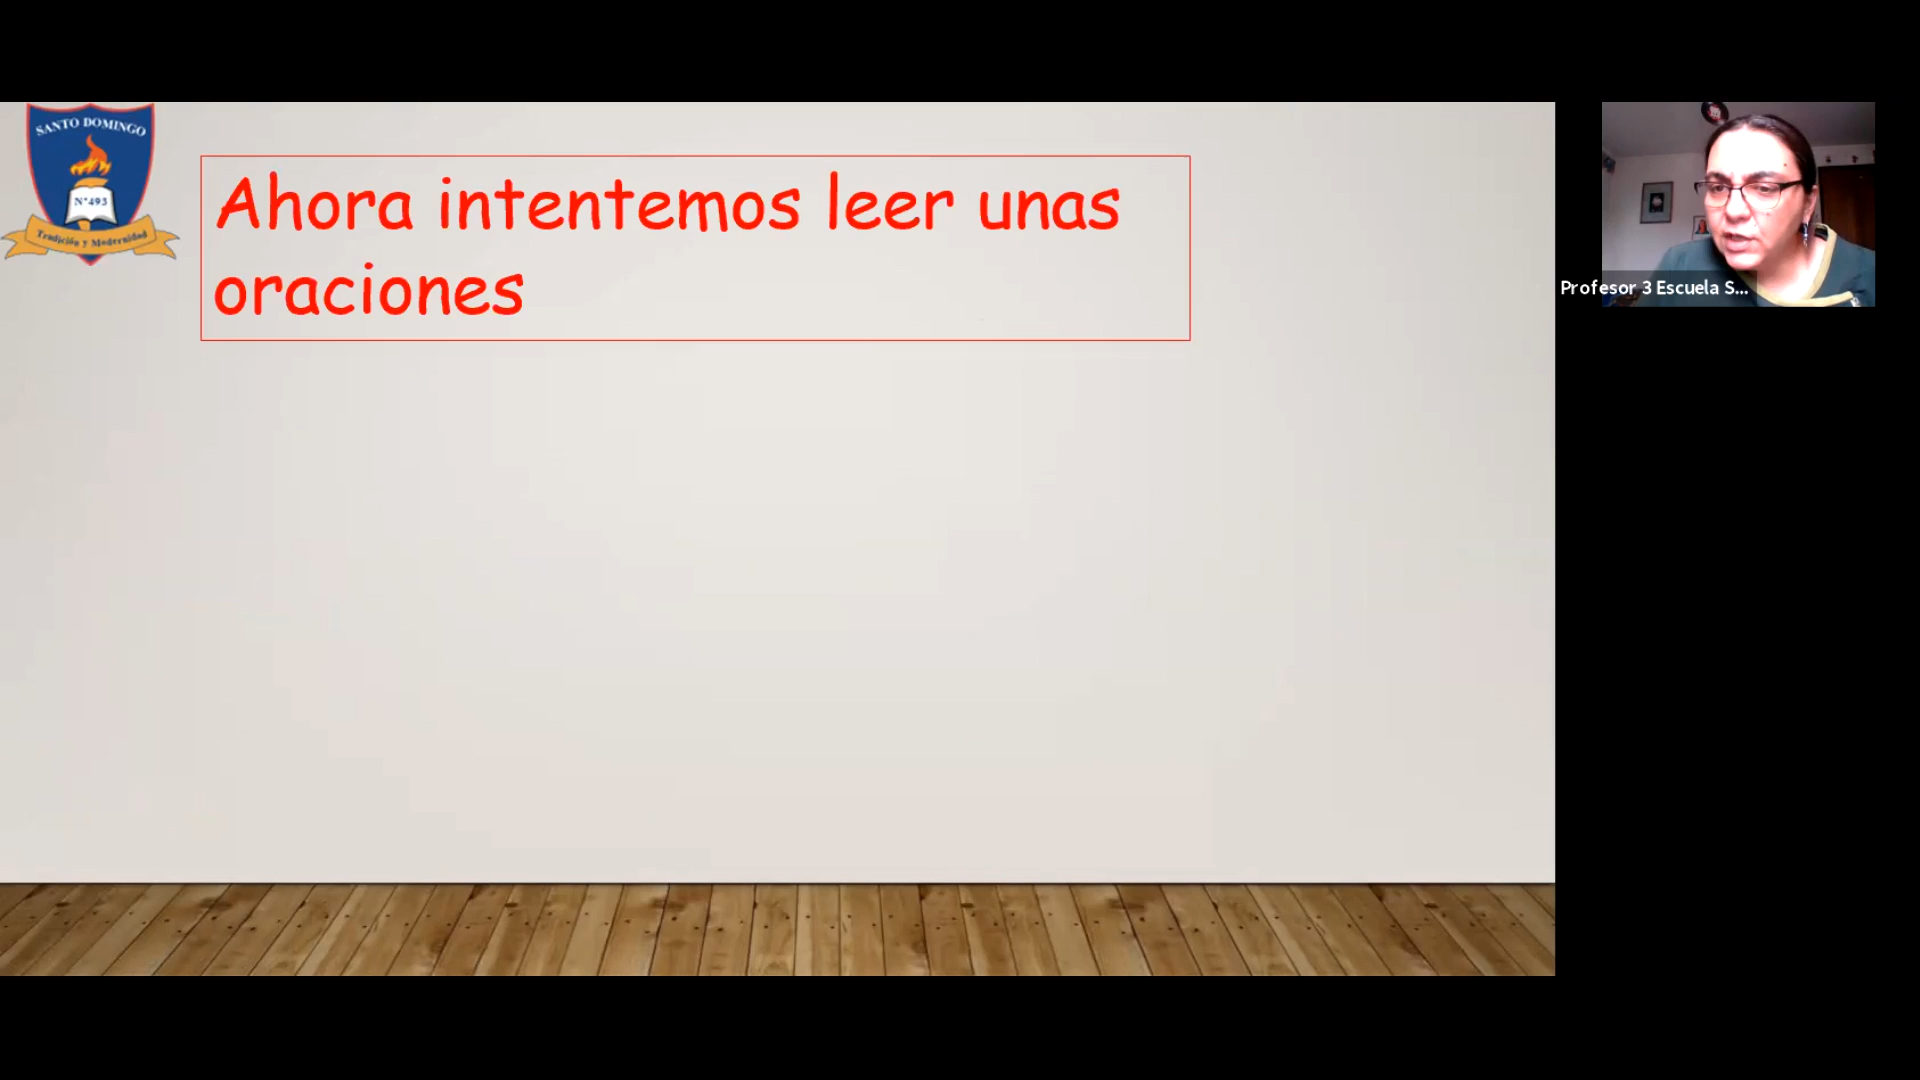 SANTO DOMINGO
N°493
Tradición y Modernidad
Ahora intentemos leer unas
oraciones
Profesor 3 Escuela S...